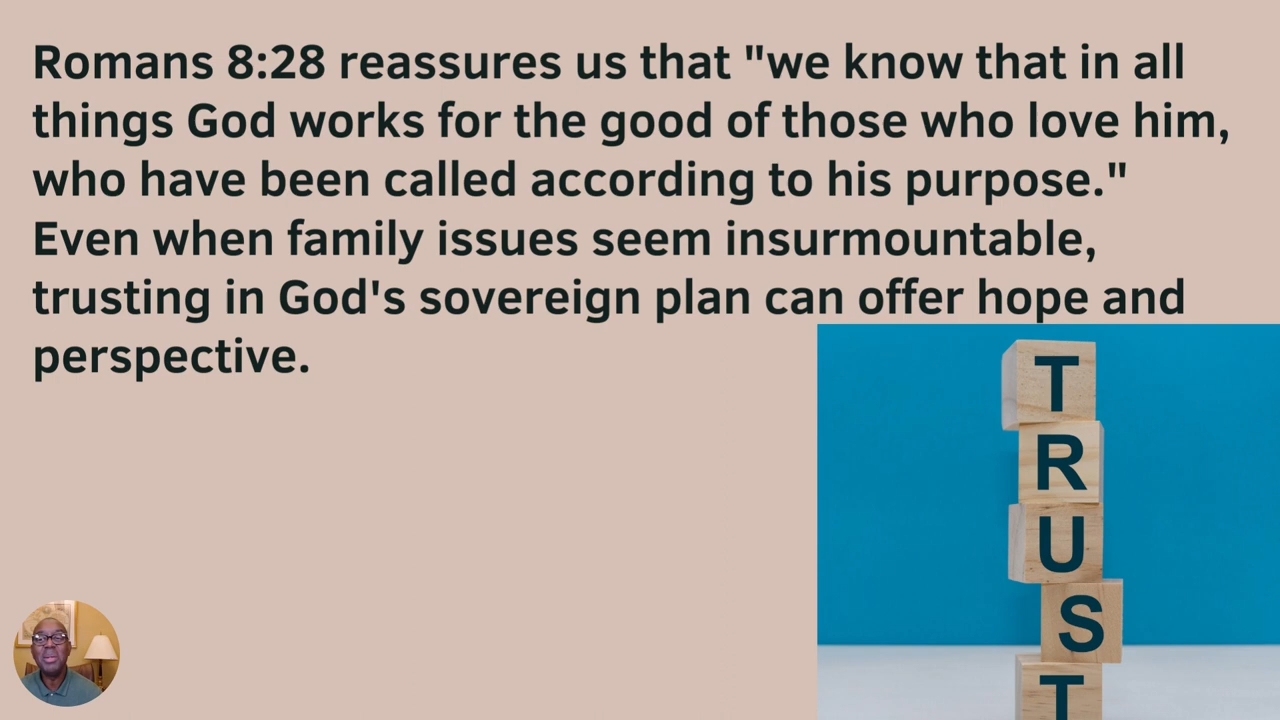 Romans 8:28 reassures us that "we know that in all
things God works for the good of those who love him,
who have been called according to his purpose."
Even when family issues seem insurmountable,
trusting in God's sovereign plan can offer hope and
perspective.
T
R
U
S
T